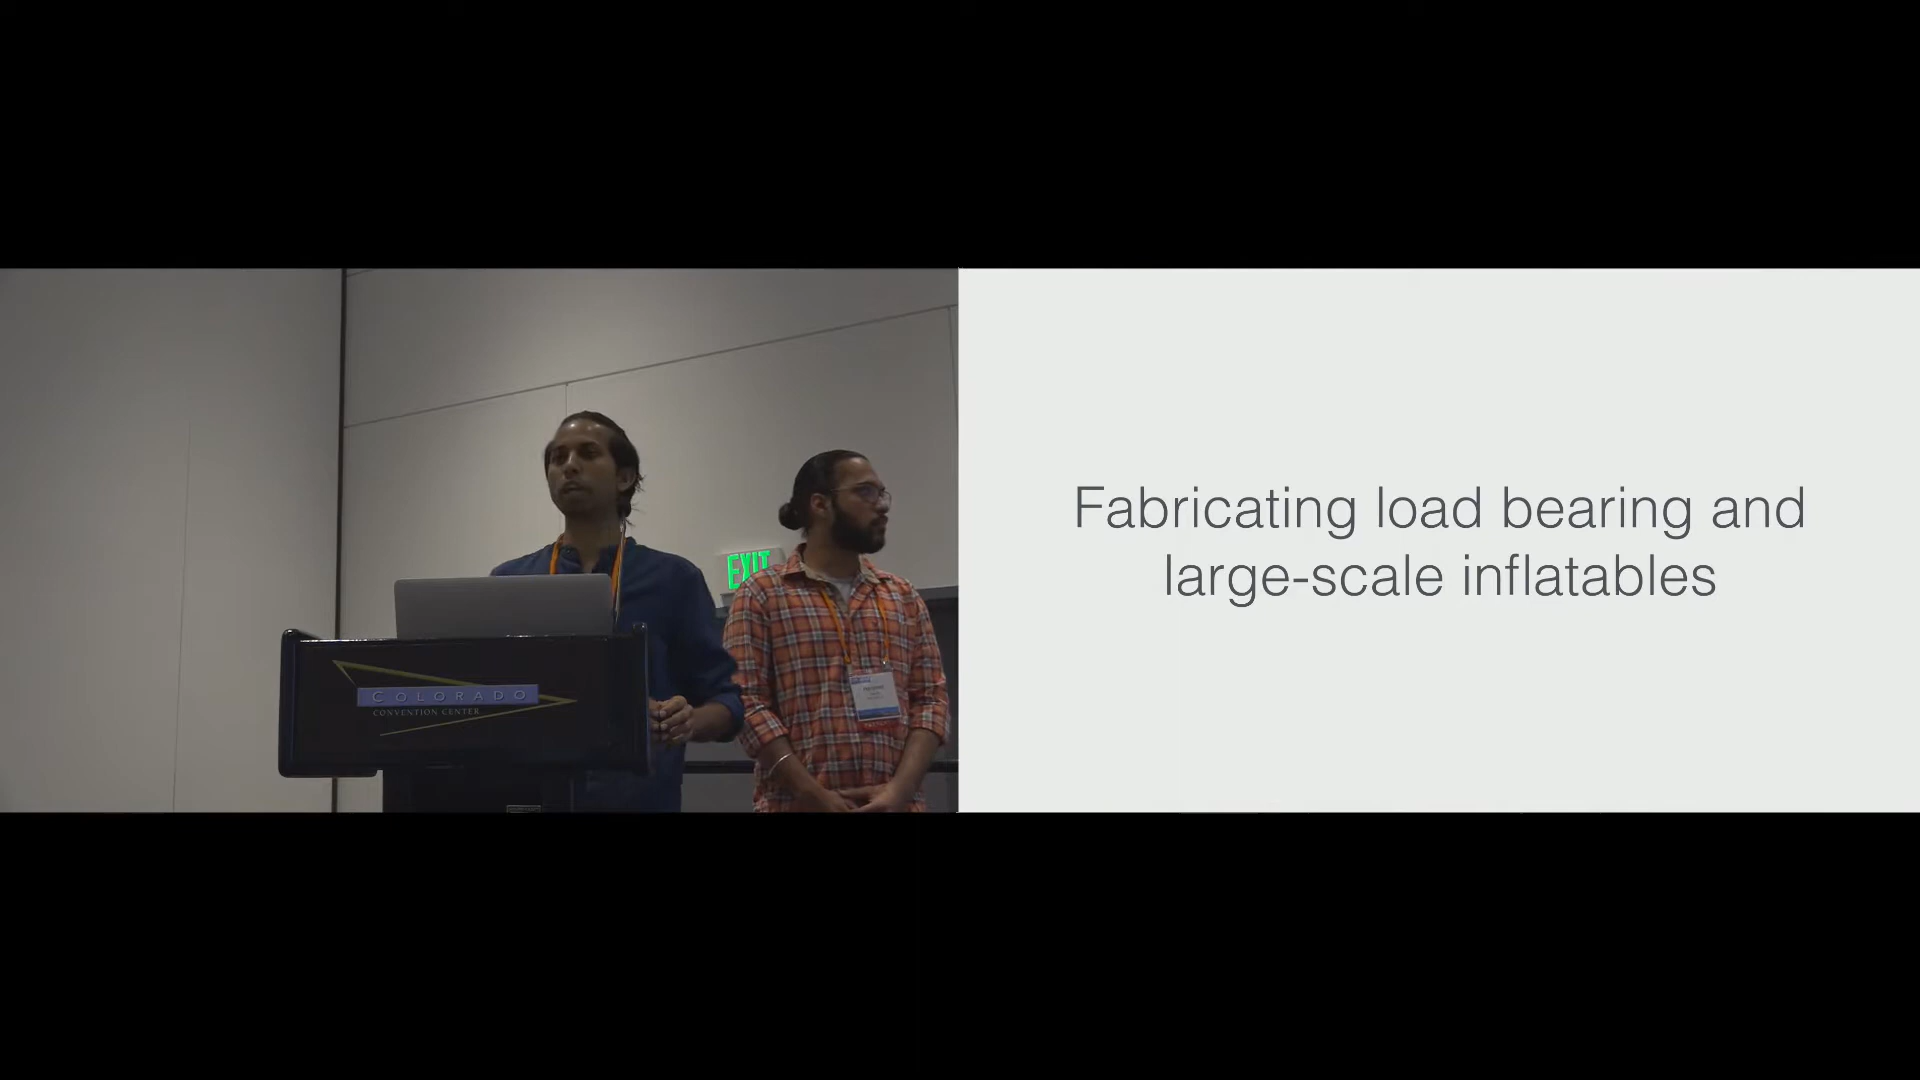 EXIT
COLORADO
CONVENTION CENTER
Fabricating load bearing and
large-scale inflatables